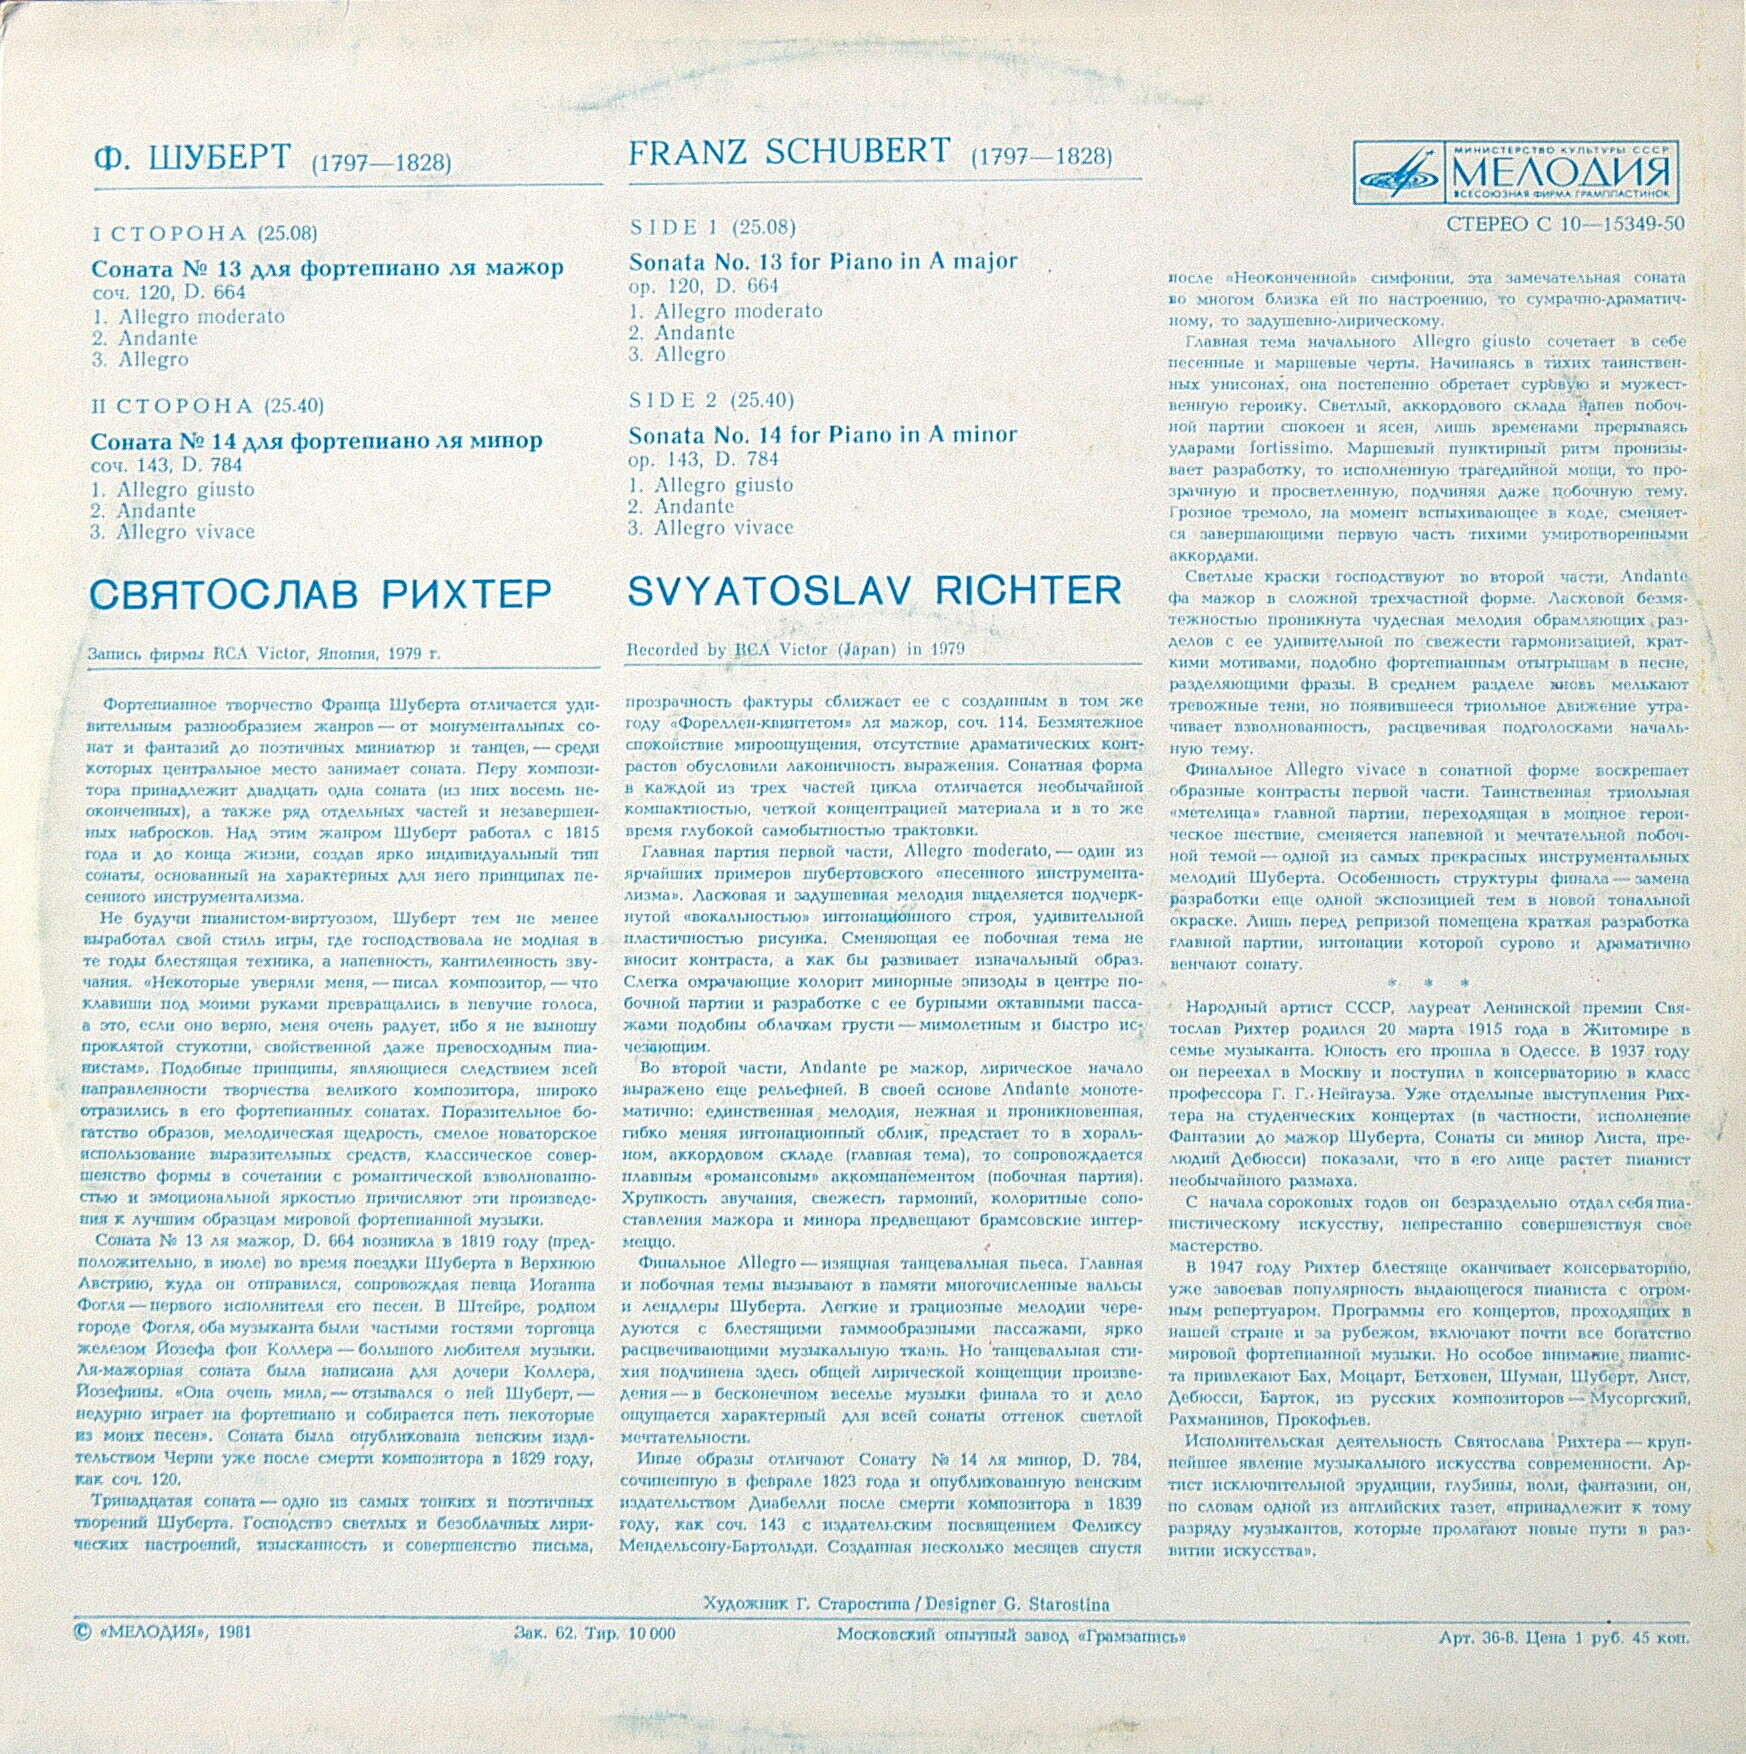 Ф. ШУБЕРТ (1797—1828)
I СТОРОНА (25.08)
Соната № 13 для фортепиано ля мажор
соч. 120, D. 664
1. Allegro moderato
2. Andante
3. Allegro
II СТОРОНА (25.40)
Соната № 14 для фортепиано ля минор
соч. 143, D. 784
1. Allegro giusto
2. Andante
3. Allegro vivace
СВЯТОСЛАВ РИХТЕР
Запись фирмы RCA Victor, Япония, 1979 г.
FRANZ SCHUBERT (1797—1828)
SIDE 1 (25.08)
Sonata No. 13 for Piano in A major
op. 120, D. 664
1. Allegro moderato
2. Andante
3. Allegro
SIDE 2 (25.40)
Sonata No. 14 for Piano in A minor
op. 143, D. 784
1. Allegro giusto
2. Andante
3. Allegro vivace
SVYATOSLAV RICHTER
Recorded by RCA Victor (Japan) in 1979
МИНИСТЕРСТВО КУЛЬТУРЫ СССР
МЕЛОДИЯ
ВСЕСОЮЗНАЯ ФИРМА ГРАМПЛАСТИНОК
СТЕРЕО С 10—15349-50
Фортепианное творчество Франца Шуберта отличается уди-
вительным разнообразием жанров — от монументальных со-
нат и фантазий до поэтичных миниатюр и танцев, — среди
которых центральное место занимает соната. Перу компози-
тора принадлежит двадцать одна соната (из них восемь не-
оконченных), а также ряд отдельных частей и незавершен-
ных набросков. Над этим жанром Шуберт работал с 1815
года и до конца жизни, создав ярко индивидуальный тип
сонаты, основанный на характерных для него принципах пе-
сенного инструментализма.
Не будучи пианистом-виртуозом, Шуберт тем не менее
выработал свой стиль игры, где господствовала не модная в
те годы блестящая техника, а напевность, кантиленность зву-
чания. «Некоторые уверяли меня, — писал композитор, — что
клавиши под моими руками превращались в певучие голоса,
а это, если оно верно, меня очень радует, ибо я не выношу
проклятой стукотни, свойственной даже превосходным пиа-
нистам». Подобные принципы, являющиеся следствием всей
направленности творчества великого композитора, широко
отразились в его фортепианных сонатах. Поразительное бо-
гатство образов, мелодическая щедрость, смелое новаторское
использование выразительных средств, классическое совер-
шенство формы в сочетании с романтической взволнованно-
стью и эмоциональной яркостью причисляют эти произведе-
ния к лучшим образцам мировой фортепианной музыки.
Соната № 13 ля мажор, D. 664 возникла в 1819 году (пред-
положительно, в июле) во время поездки Шуберта в Верхнюю
Австрию, куда он отправился, сопровождая певца Иоганна
Фогля — первого исполнителя его песен. В Штейре, родном
городе Фогля, оба музыканта были частыми гостями торговца
железом Йозефа фон Коллера — большого любителя музыки.
Ля-мажорная соната была написана для дочери Коллера,
Йозефины. «Она очень мила, — отзывался о ней Шуберт, —
недурно играет на фортепиано и собирается петь некоторые
из моих песен». Соната была опубликована венским изда-
тельством Черни уже после смерти композитора в 1829 году,
как соч. 120.
Тринадцатая соната — одно из самых тонких и поэтичных
творений Шуберта. Господство светлых и безоблачных лири-
ческих настроений, изысканность и совершенство письма,
прозрачность фактуры сближает ее с созданным в том же
году «Фореллен-квинтетом» ля мажор, соч. 114. Безмятежное
спокойствие мироощущения, отсутствие драматических конт-
растов обусловили лаконичность выражения. Сонатная форма
в каждой из трех частей цикла отличается необычайной
компактностью, четкой концентрацией материала и в то же
время глубокой самобытностью трактовки.
Главная партия первой части, Allegro moderato, — один из
ярчайших примеров шубертовского «песенного инструмента-
лизма». Ласковая и задушевная мелодия выделяется подчерк-
нутой «вокальностью» интонационного строя, удивительной
пластичностью рисунка. Сменяющая ее побочная тема не
вносит контраста, а как бы развивает изначальный образ.
Слегка омрачающие колорит минорные эпизоды в центре по-
бочной партии и разработке с ее бурными октавными пасса-
жами подобны облачкам грусти — мимолетным и быстро ис-
чезающим.
Во второй части, Andante ре мажор, лирическое начало
выражено еще рельефней. В своей основе Andante моноте-
матично: единственная мелодия, нежная и проникновенная,
гибко меняя интонационный облик, предстает то в хораль-
ном, аккордовом складе (главная тема), то сопровождается
плавным «романсовым» аккомпанементом (побочная партия).
Хрупкость звучания, свежесть гармоний, колоритные сопо-
ставления мажора и минора предвещают брамсовские интер-
меццо.
Финальное Allegro — изящная танцевальная пьеса. Главная
и побочная темы вызывают в памяти многочисленные вальсы
и лендлеры Шуберта. Легкие и грациозные мелодии чере-
дуются с блестящими гаммообразными пассажами, ярко
расцвечивающими музыкальную ткань. Но танцевальная сти-
хия подчинена здесь общей лирической концепции произве-
дения — в бесконечном веселье музыки финала то и дело
ощущается характерный для всей сонаты оттенок светлой
мечтательности.
Иные образы отличают Сонату № 14 ля минор, D. 784,
сочиненную в феврале 1823 года и опубликованную венским
издательством Диабелли после смерти композитора в 1839
году, как соч. 143 с издательским посвящением Феликсу
Мендельсону-Бартольди. Созданная несколько месяцев спустя
после «Неоконченной» симфонии, эта замечательная соната
во многом близка ей по настроению, то сумрачно-драматич-
ному, то задушевно-лирическому.
Главная тема начального Allegro giusto сочетает в себе
песенные и маршевые черты. Начинаясь в тихих таинствен-
ных унисонах, она постепенно обретает суровую и мужест-
венную героику. Светлый, аккордового склада напев побоч-
ной партии спокоен и ясен, лишь временами прерываясь
ударами fortissimo. Маршевый пунктирный ритм пронизы-
вает разработку, то исполненную трагедийной мощи, то про-
зрачную и просветленную, подчиняя даже побочную тему.
Грозное тремоло, на момент вспыхивающее в коде, сменяет-
ся завершающими первую часть тихими умиротворенными
аккордами.
Светлые краски господствуют во второй части, Andante
фа мажор в сложной трехчастной форме. Ласковой безмя-
тежностью проникнута чудесная мелодия обрамляющих раз-
делов с ее удивительной по свежести гармонизацией, крат-
кими мотивами, подобно фортепианным отыгрышам в песне,
разделяющими фразы. В среднем разделе вновь мелькают
тревожные тени, но появившееся триольное движение утра-
чивает взволнованность, расцвечивая подголосками началь-
ную тему.
Финальное Allegro vivace в сонатной форме воскрешает
образные контрасты первой части. Таинственная триольная
«метелица» главной партии, переходящая в мощное герои-
ческое шествие, сменяется напевной и мечтательной побоч-
ной темой — одной из самых прекрасных инструментальных
мелодий Шуберта. Особенность структуры финала — замена
разработки еще одной экспозицией тем в новой тональной
окраске. Лишь перед репризой помещена краткая разработка
главной партии, интонации которой сурово и драматично
венчают сонату.
* * *
Народный артист СССР, лауреат Ленинской премии Свя-
тослав Рихтер родился 20 марта 1915 года в Житомире в
семье музыканта. Юность его прошла в Одессе. В 1937 году
он переехал в Москву и поступил в консерваторию в класс
профессора Г. Г. Нейгауза. Уже отдельные выступления Рих-
тера на студенческих концертах (в частности, исполнение
Фантазии до мажор Шуберта, Сонаты си минор Листа, пре-
людий Дебюсси) показали, что в его лице растет пианист
необычайного размаха.
С начала сороковых годов он безраздельно отдал себя пиа-
нистическому искусству, непрестанно совершенствуя свое
мастерство.
В 1947 году Рихтер блестяще оканчивает консерваторию,
уже завоевав популярность выдающегося пианиста с огром-
ным репертуаром. Программы его концертов, проходящих в
нашей стране и за рубежом, включают почти все богатство
мировой фортепианной музыки. Но особое внимание пианис-
та привлекают Бах, Моцарт, Бетховен, Шуман, Шуберт, Лист,
Дебюсси, Барток, из русских композиторов — Мусоргский,
Рахманинов, Прокофьев.
Исполнительская деятельность Святослава Рихтера — круп-
нейшее явление музыкального искусства современности. Ар-
тист исключительной эрудиции, глубины, воли, фантазии, он,
по словам одной из английских газет, «принадлежит к тому
разряду музыкантов, которые пролагают новые пути в раз-
витии искусства».
Художник Г. Старостина / Designer G. Starostina
© «МЕЛОДИЯ», 1981
Зак. 62. Тир. 10 000
Московский опытный завод «Грамзапись»
Арт. 36-8. Цена 1 руб. 45 коп.